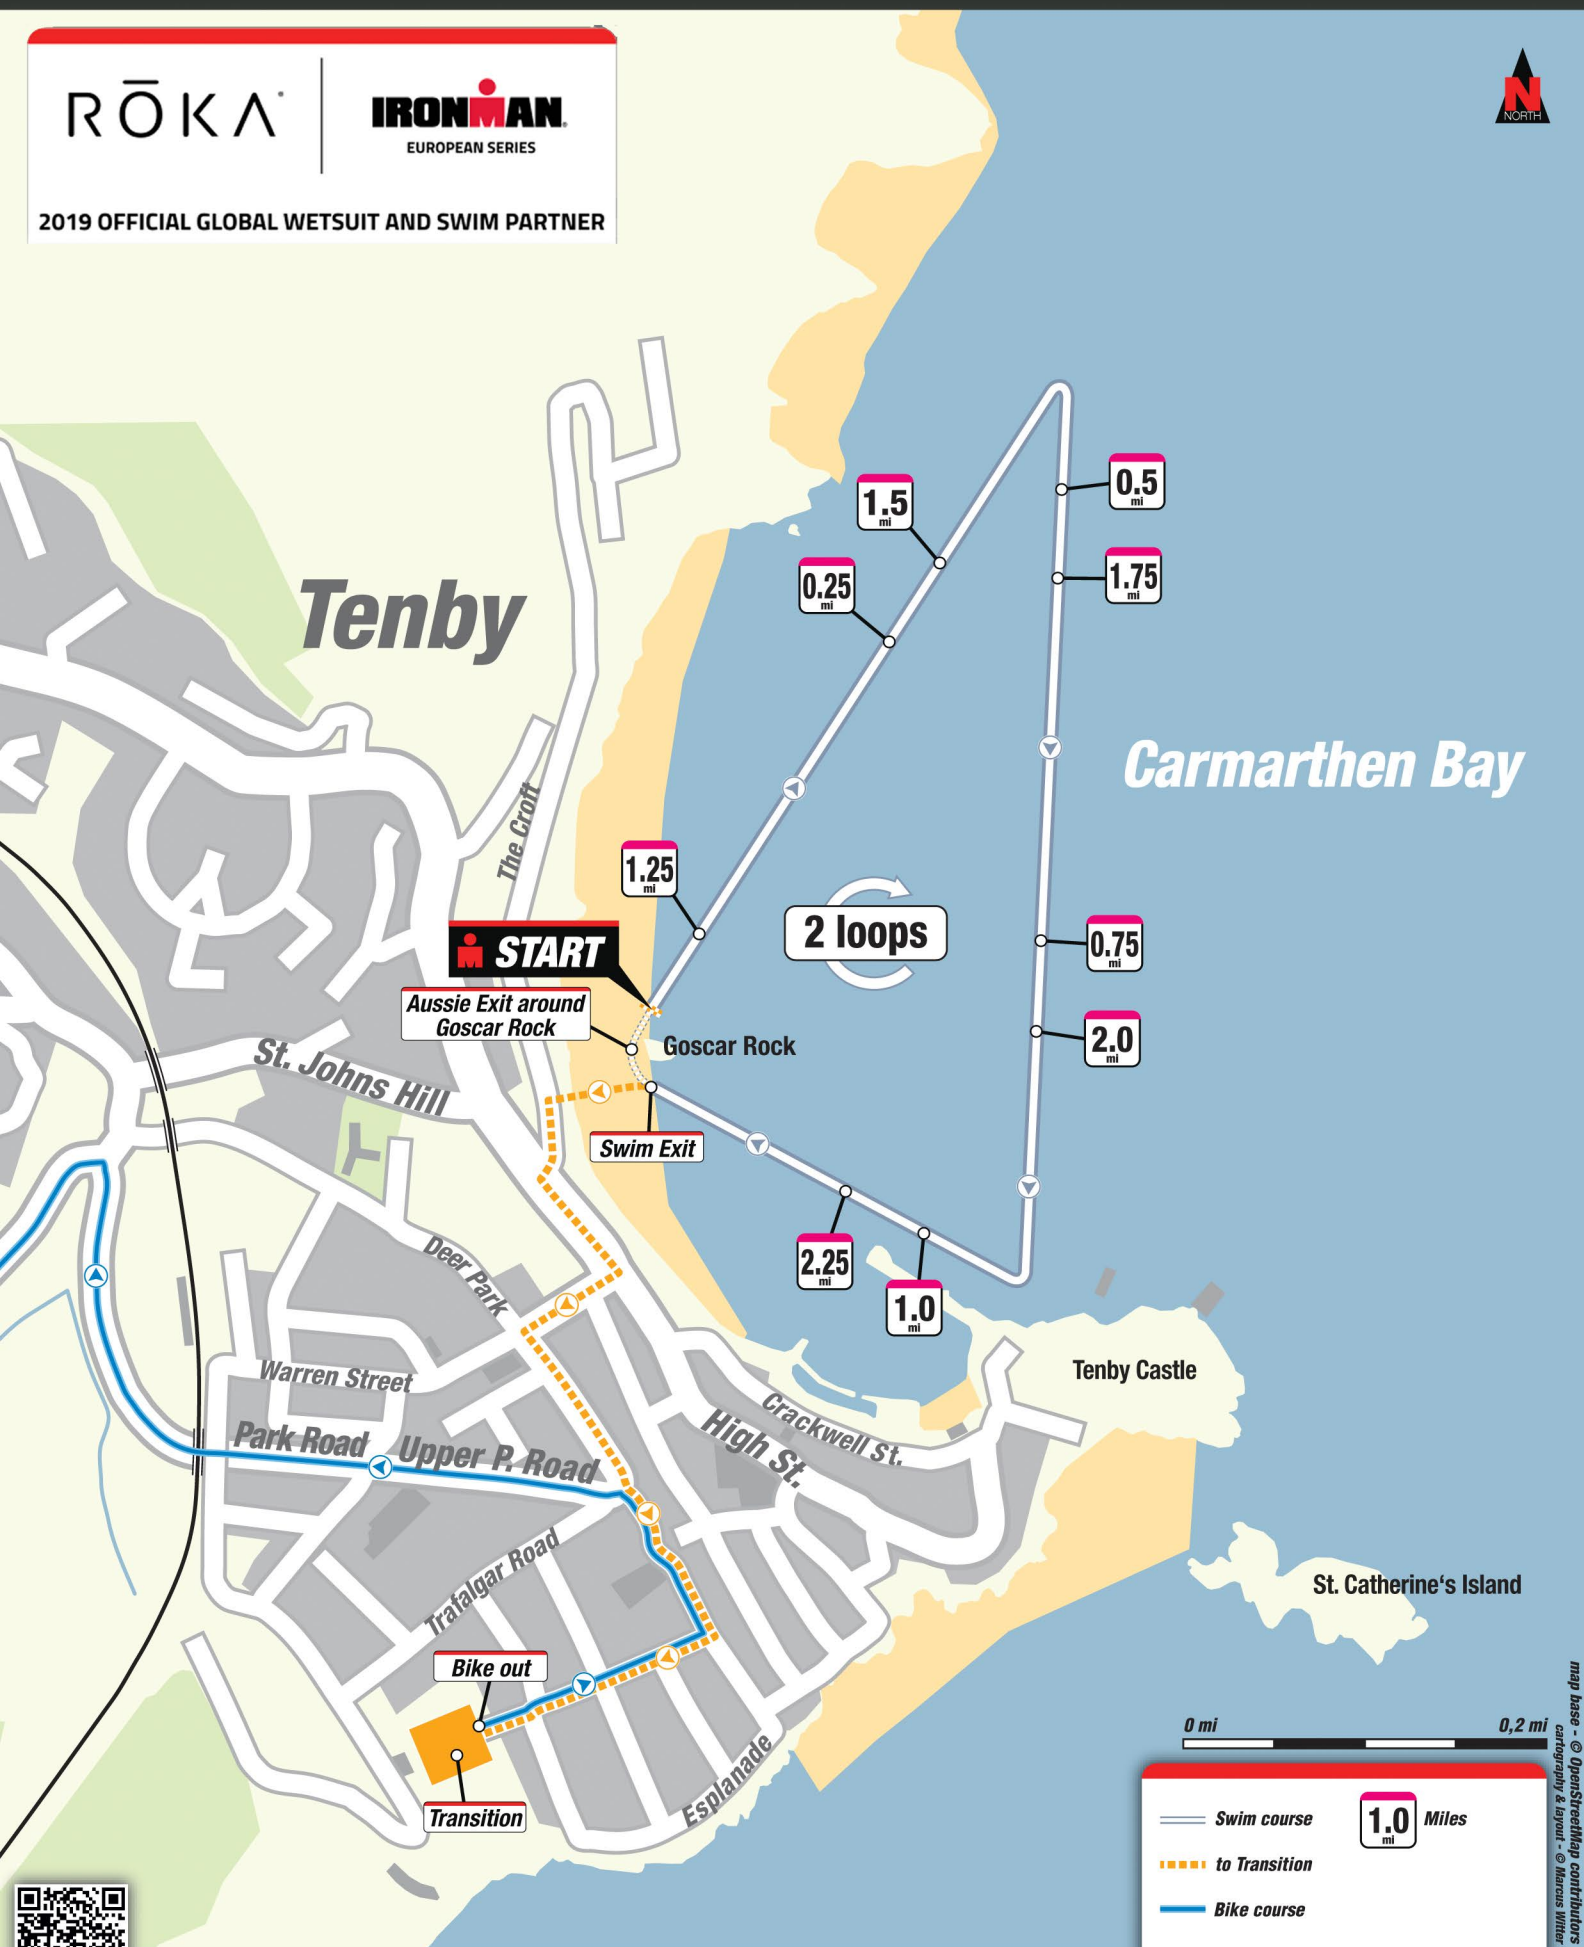 RŌKA
IRONMAN
EUROPEAN SERIES
2019 OFFICIAL GLOBAL WETSUIT AND SWIM PARTNER
N
NORTH
0.5
mi
1.5
mi
1.75
mi
0.25
mi
Tenby
Carmarthen Bay
The Croft
1.25
mi
2 loops
START
0.75
mi
Aussie Exit around
Goscar Rock
Goscar Rock
2.0
mi
St. Johns Hill
Swim Exit
2.25
mi
1.0
mi
Deer Park
Tenby Castle
Warren Street
Crackwell St.
High St.
Park Road
Upper P. Road
Trafalgar Road
St. Catherine's Island
Bike out
Transition
Esplanade
0 mi
0,2 mi
Swim course
1.0
mi
Miles
to Transition
Bike course
map base - © OpenStreetMap contributors
cartography & layout - © Marcus Witter